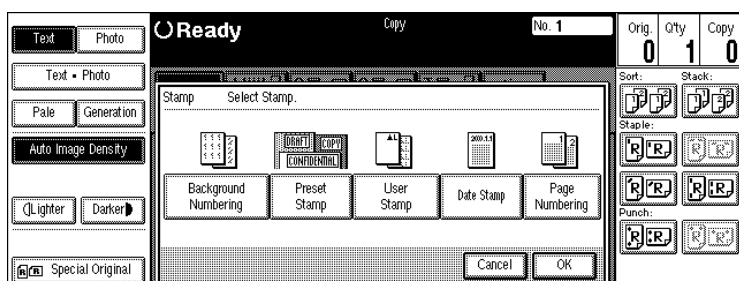 Text Photo
Text • Photo
Pale Generation
Auto Image Density
Lighter Darker
Special Original
Ready
Copy
No. 1
Orig. Q'ty Copy
0 1 0
Stamp Select Stamp.
DRAFT COPY
CONFIDENTIAL
2000.1.1
Background
Numbering
Preset
Stamp
User
Stamp
Date Stamp
Page
Numbering
Cancel OK
Sort: Stack:
Staple:
Punch: